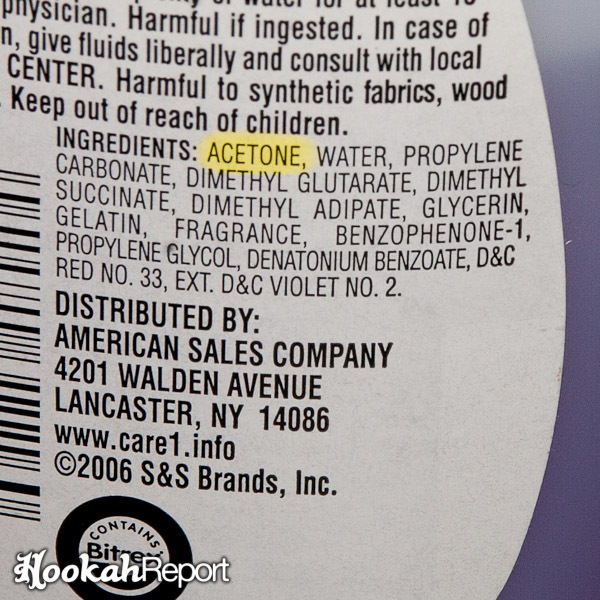 physician. Harmful if ingested. In case of
give fluids liberally and consult with local
CENTER. Harmful to synthetic fabrics, wood
Keep out of reach of children.
INGREDIENTS: ACETONE, WATER, PROPYLENE
CARBONATE, DIMETHYL GLUTARATE, DIMETHYL
SUCCINATE, DIMETHYL ADIPATE, GLYCERIN,
GELATIN, FRAGRANCE, BENZOPHENONE-1,
PROPYLENE GLYCOL, DENATONIUM BENZOATE, D&C
RED NO. 33, EXT. D&C VIOLET NO. 2.
DISTRIBUTED BY:
AMERICAN SALES COMPANY
4201 WALDEN AVENUE
LANCASTER, NY 14086
www.care1.info
©2006 S&S Brands, Inc.
CONTAINS
Bitrex
HookahReport